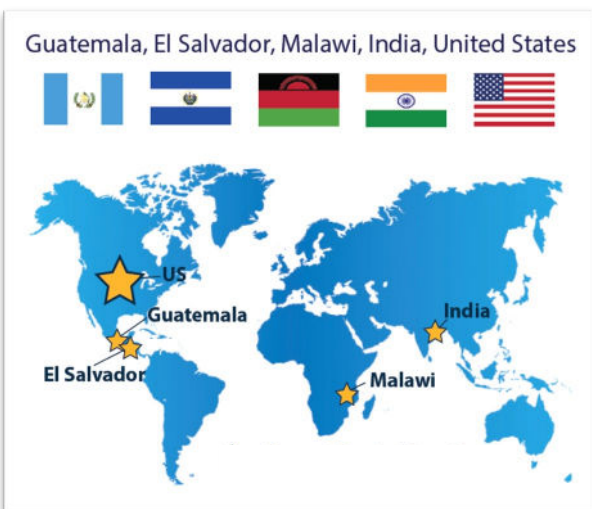 Guatemala, El Salvador, Malawi, India, United States
US
Guatemala
El Salvador
India
Malawi